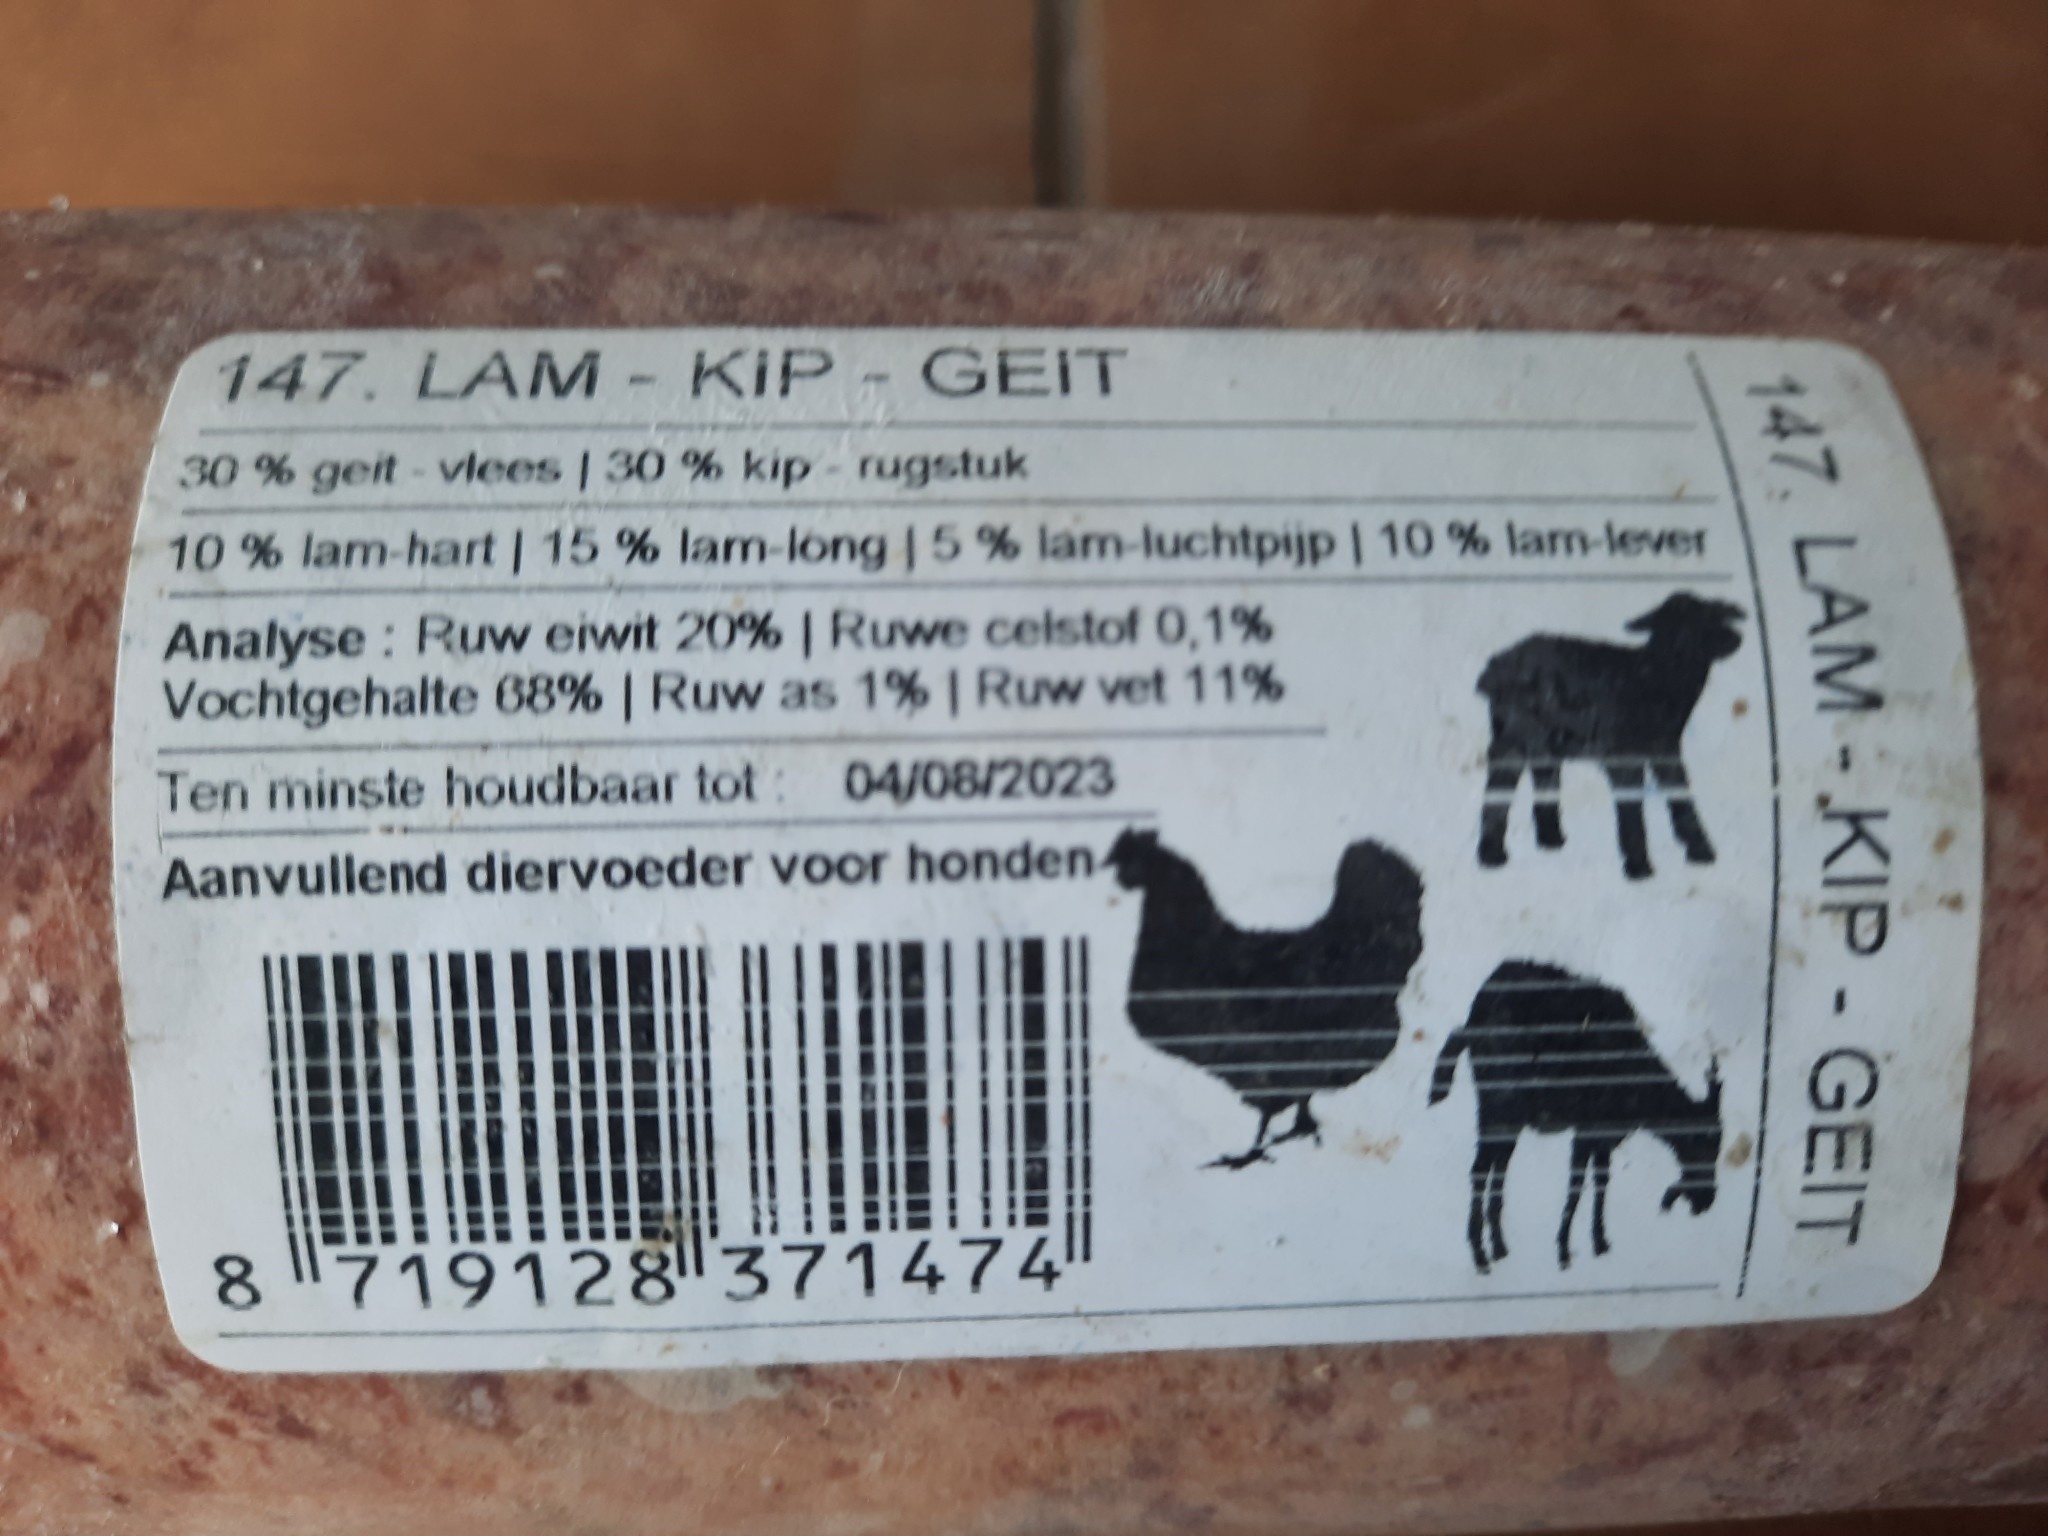 147. LAM - KIP - GEIT
30 % geit - vlees | 30 % kip - rugstuk
10 % lam-hart | 15 % lam-long | 5 % lam-luchtpijp | 10 % lam-lever
Analyse : Ruw eiwit 20% | Ruwe celstof 0,1%
Vochtgehalte 68% | Ruw as 1% | Ruw vet 11%
Ten minste houdbaar tot : 04/08/2023
Aanvullend diervoeder voor honden
8 719128 371474
147. LAM - KIP - GEIT